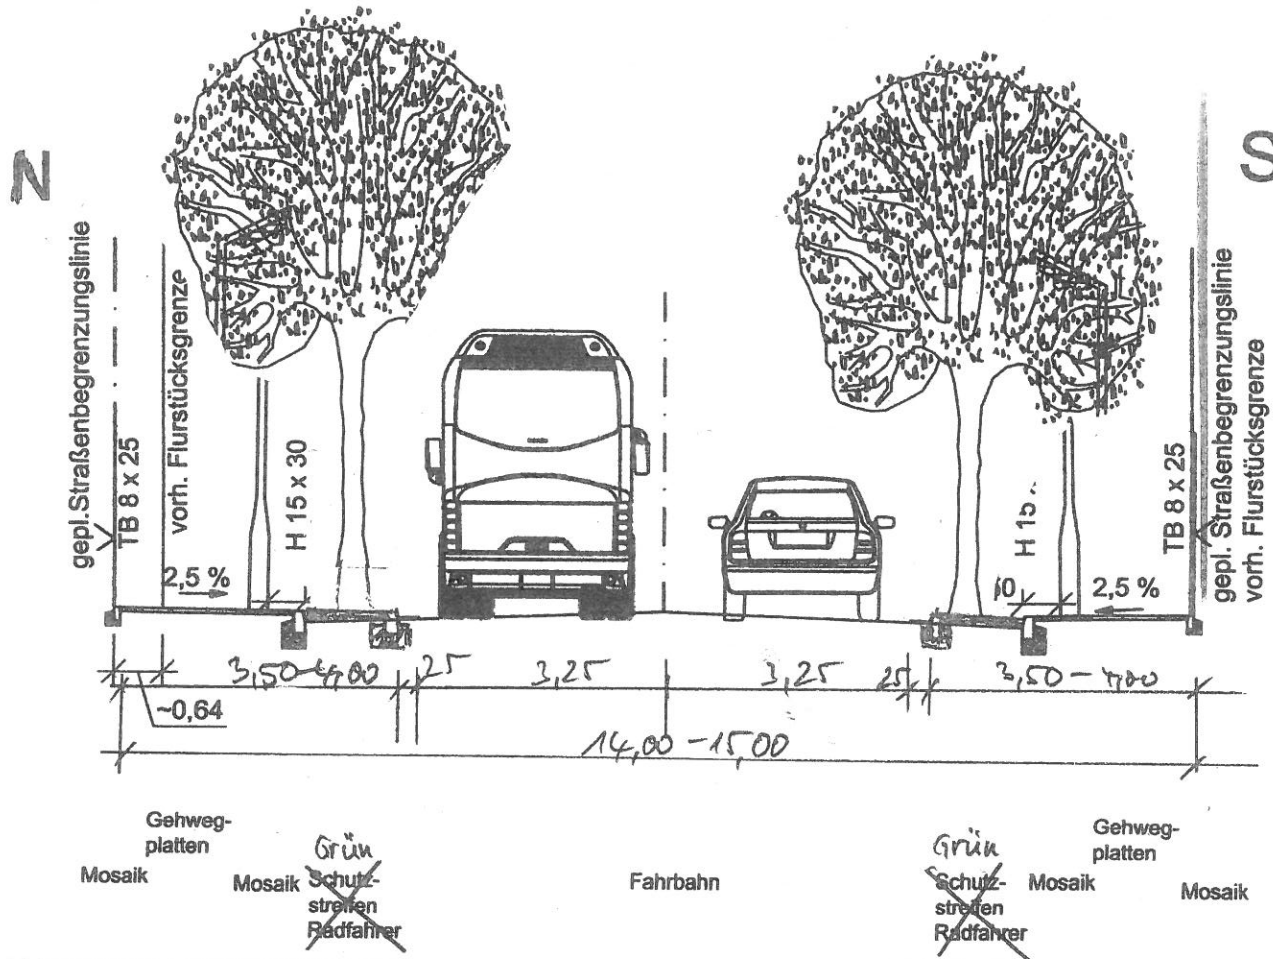 N
S
gepl.Straßenbegrenzungslinie
TB 8 x 25
vorh. Flurstücksgrenze
H 15 x 30
2,5 %
H 15
TB 8 x 25
gepl. Straßenbegrenzungslinie
vorh. Flurstücksgrenze
2,5 %
3,50-4,00 25 3,25 3,25 25 3,50-4,00
~0,64
14,00-15,00
Mosaik
Gehweg-
platten
Mosaik
Grün
Schutz-
streifen
Radfahrer
Fahrbahn
Grün
Schutz-
streifen
Radfahrer
Mosaik
Gehweg-
platten
Mosaik